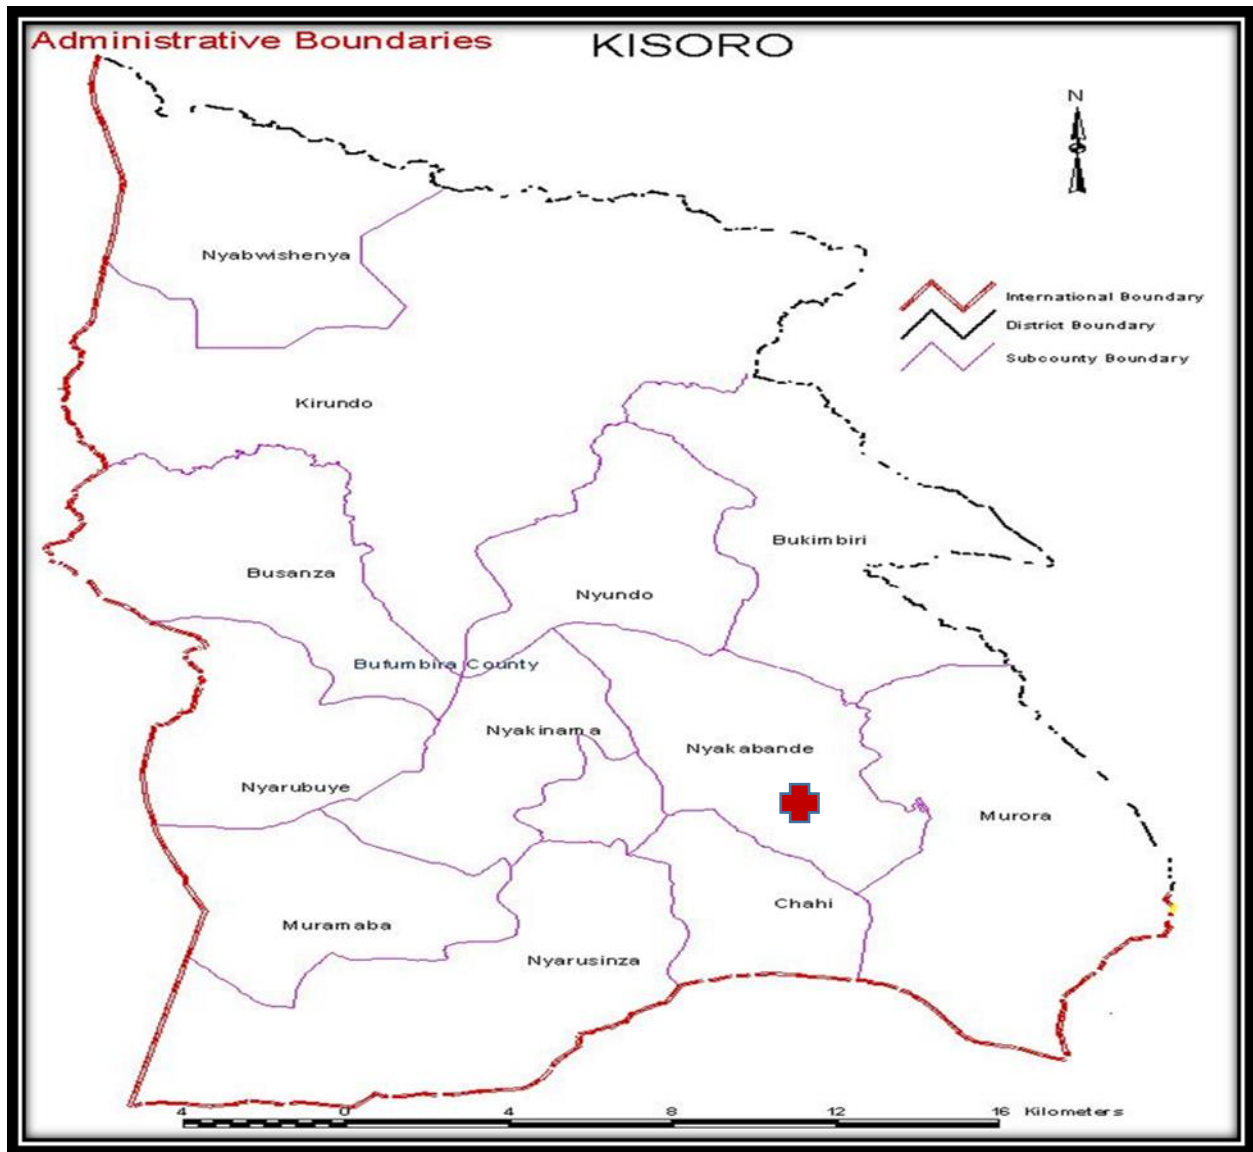 Administrative Boundaries
KISORO
N
Nyabwishenya
International Boundary
District Boundary
Subcounty Boundary
Kirundo
Bukimbiri
Busanza
Nyundo
Bufumbira County
Nyakinama
Nyakabande
Nyarubuye
Murora
Chahi
Muramaba
Nyarusinza
4 0 4 8 12 16 Kilometers